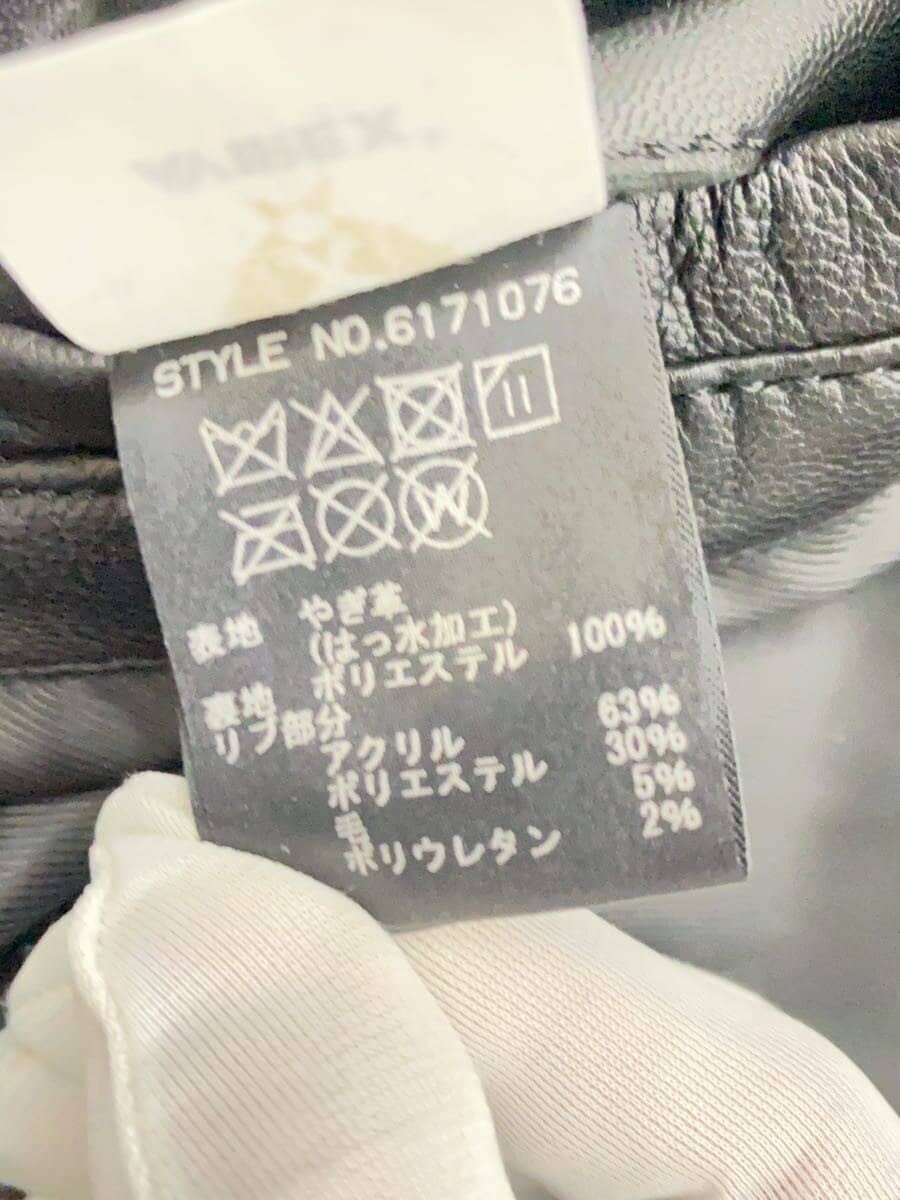 STYLE NO.6171076
W
表地 やぎ革
(はっ水加工)
裏地 ポリエステル 100%
リブ部分
アクリル 63%
ポリエステル 30%
毛 5%
ポリウレタン 2%